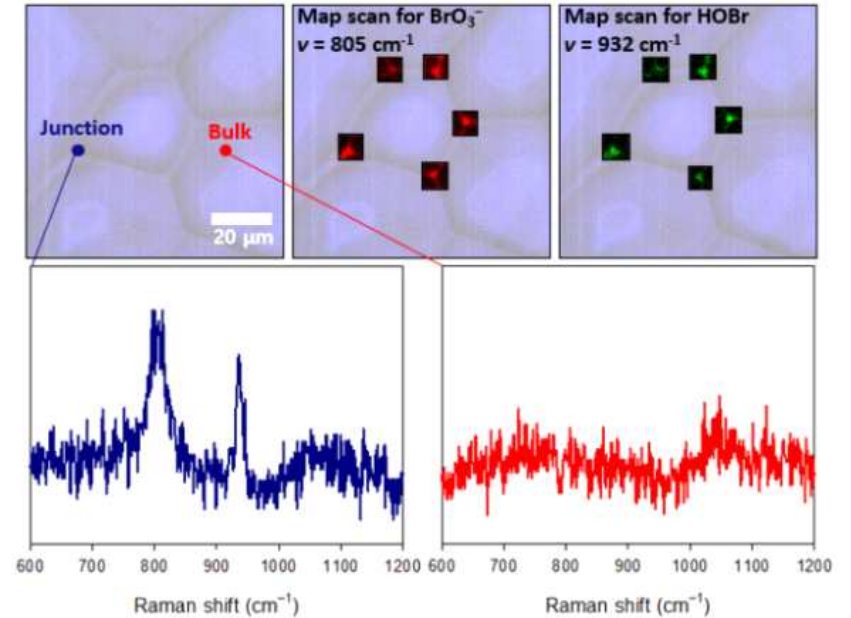 Junction
Bulk
20 µm
Map scan for BrO₃⁻
ν = 805 cm⁻¹
Map scan for HOBr
ν = 932 cm⁻¹
600 700 800 900 1000 1100 1200
Raman shift (cm⁻¹)
600 700 800 900 1000 1100 1200
Raman shift (cm⁻¹)